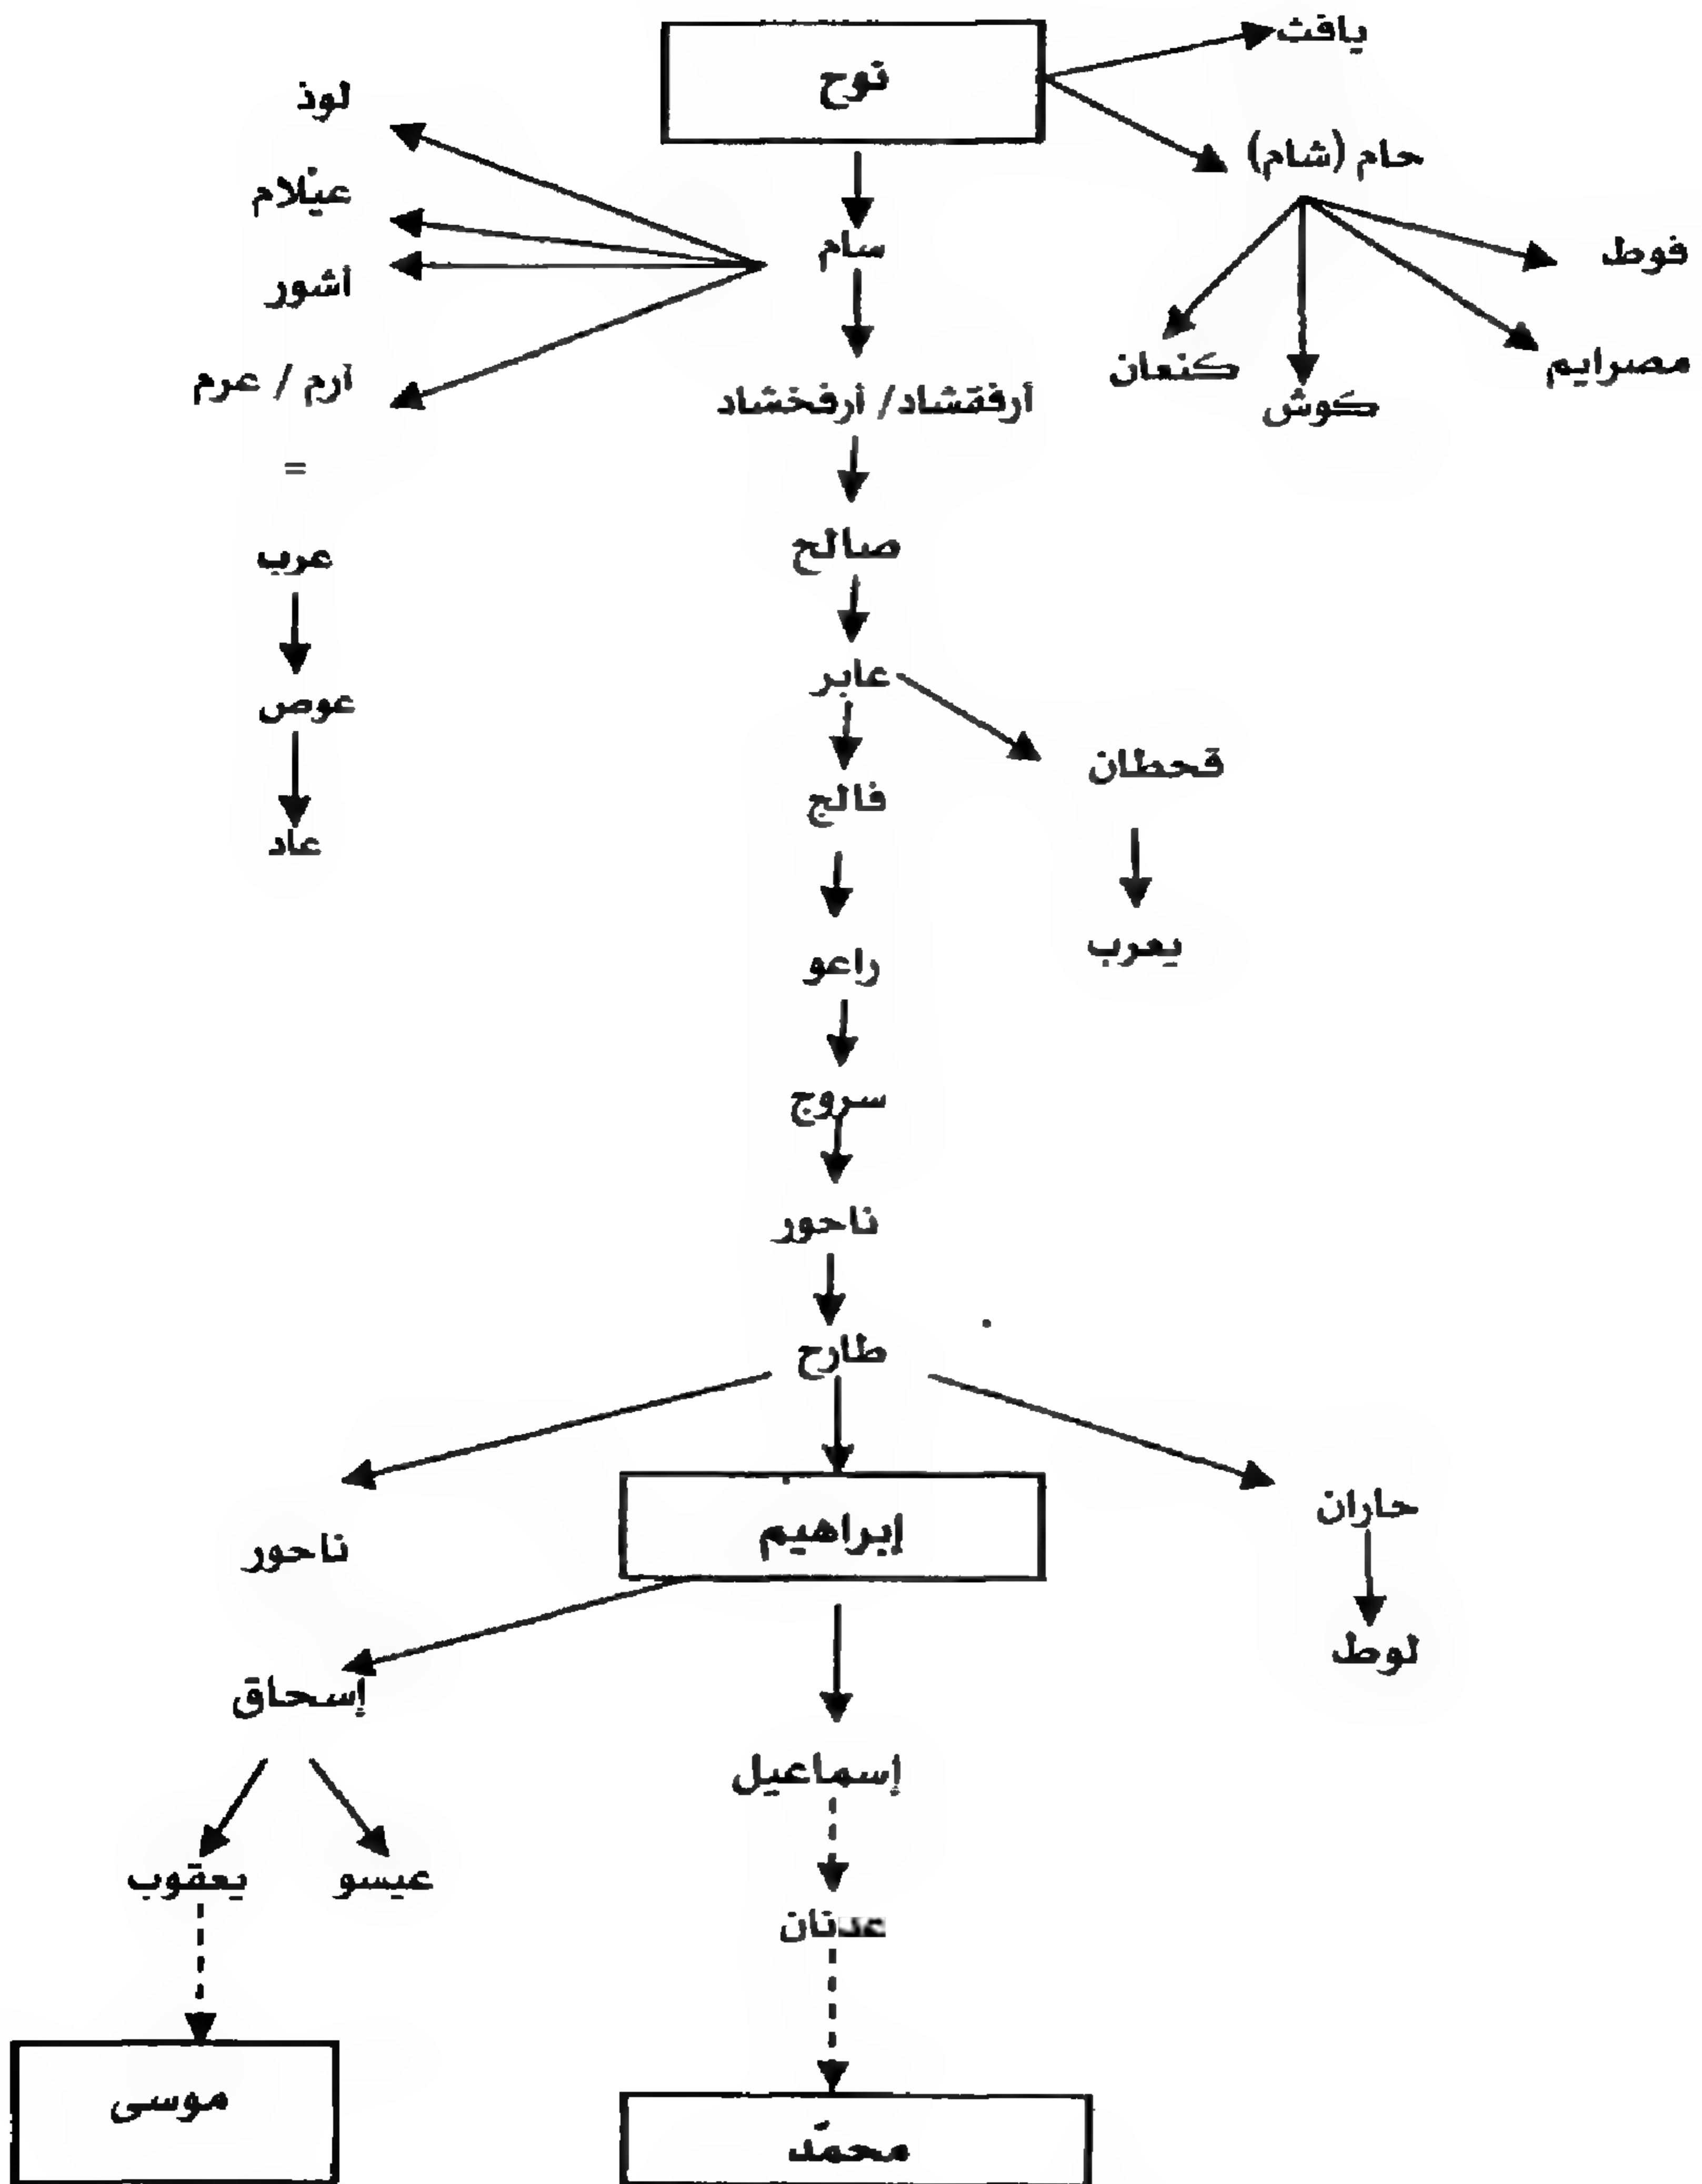 يافث
نوح
لوذ
حام (شام)
عيّلام
سام
فوط
أشور
كنعان
مصرايم
آرم / عرم
أرفقشاد/ أرفخشاد
كوش
=
عرب
صالح
عابر
عوص
قحطان
فالج
عاد
يعرب
راعو
سروج
ناحور
طارح
حاران
إبراهيم
ناحور
لوط
إسحاق
إسماعيل
يعقوب
عيسو
عدنان
موسى
محمّد